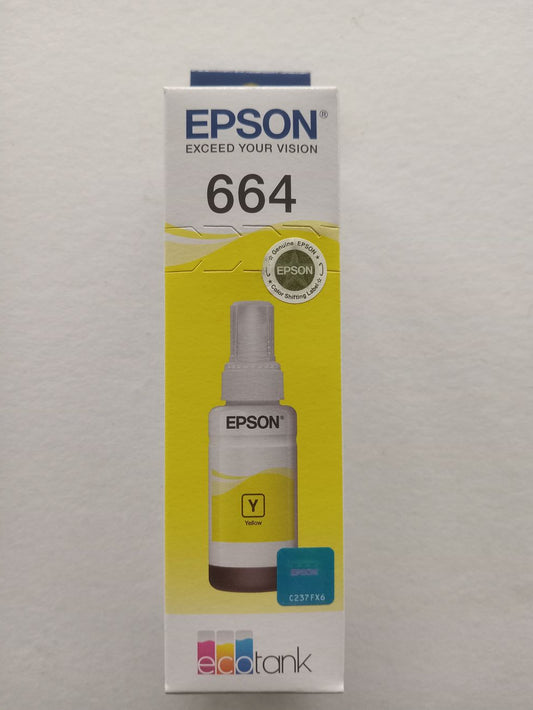 EPSON®
EXCEED YOUR VISION
664
☆ Genuine EPSON ☆
EPSON
★ Color Shifting Label ★
EPSON®
Y
Yellow
EPSON
C237FX6
ecotank